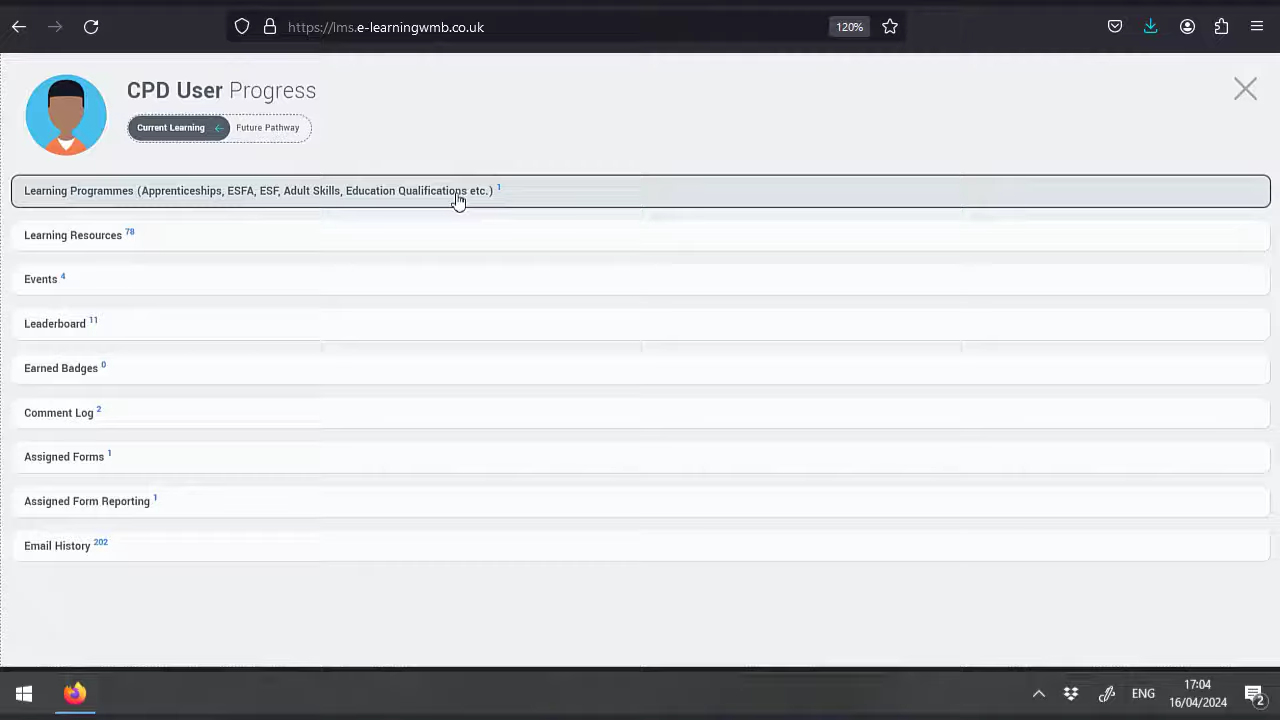 https://lms.e-learningwmb.co.uk
120%
CPD User Progress
Current Learning
Future Pathway
Learning Programmes (Apprenticeships, ESFA, ESF, Adult Skills, Education Qualifications etc.) 1
Learning Resources 78
Events 4
Leaderboard 11
Earned Badges 0
Comment Log 2
Assigned Forms 1
Assigned Form Reporting 1
Email History 202
ENG
17:04
16/04/2024
2